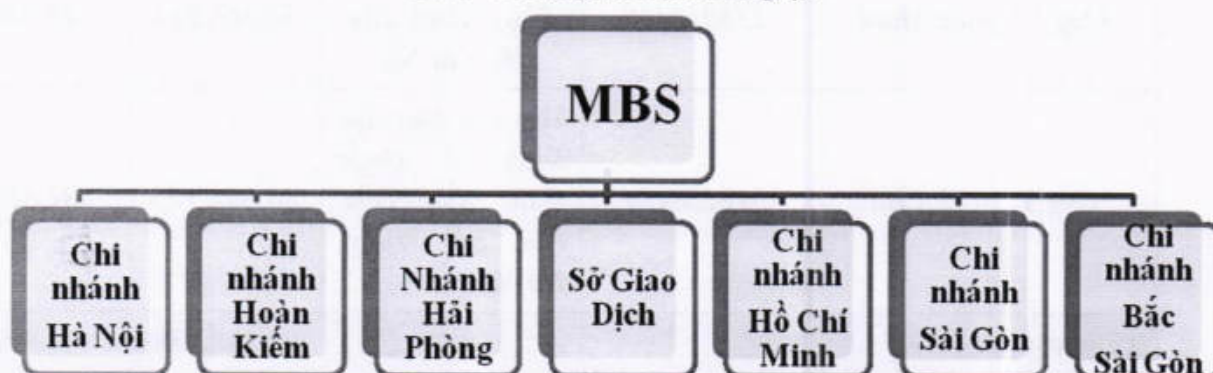 MBS
Chi
nhánh
Hà Nội
Chi
nhánh
Hoàn
Kiếm
Chi
Nhánh
Hải
Phòng
Sở Giao
Dịch
Chi
nhánh
Hồ Chí
Minh
Chi
nhánh
Sài Gòn
Chi
nhánh
Bắc
Sài Gòn